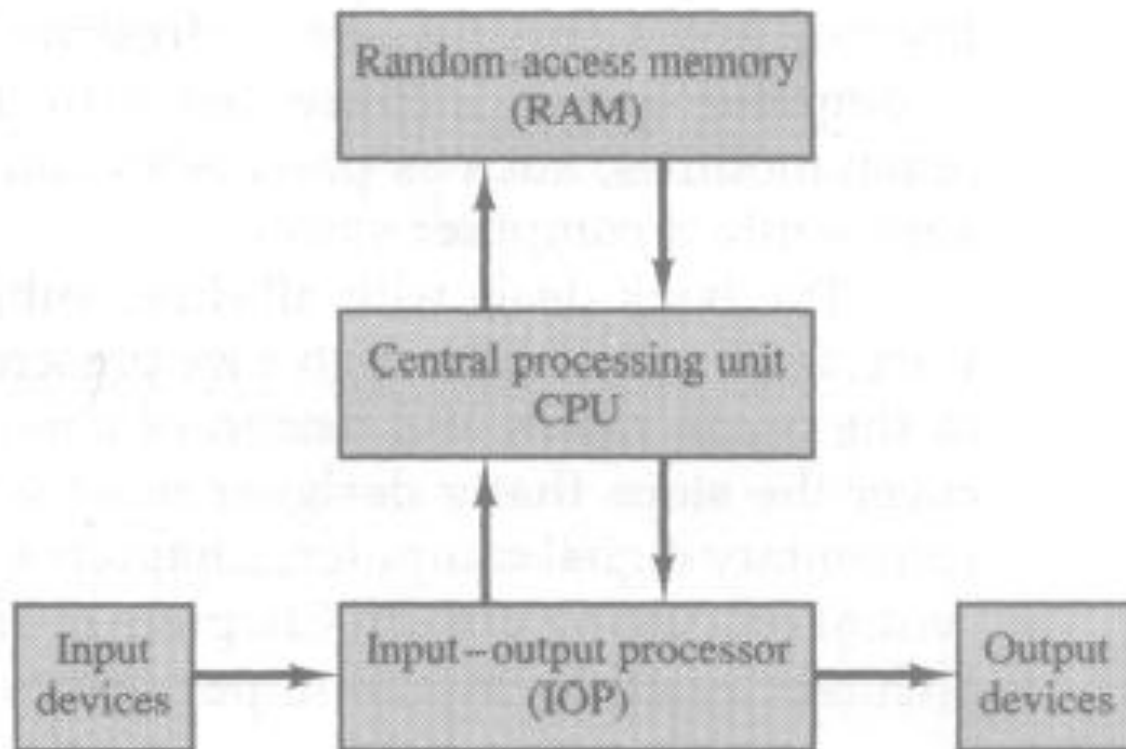 Random-access memory
(RAM)
Central processing unit
CPU
Input
devices
Input–output processor
(IOP)
Output
devices